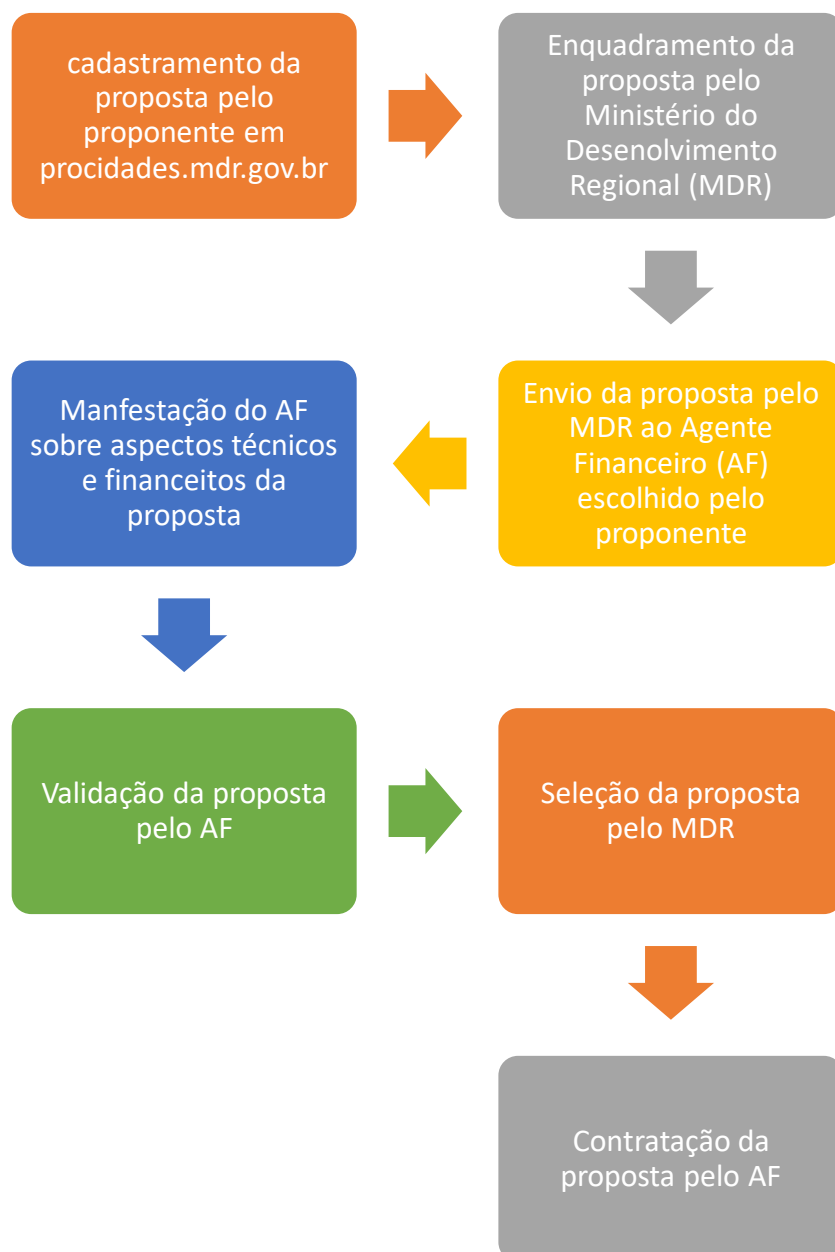 cadastramento da
proposta pelo
proponente em
procidades.mdr.gov.br
Enquadramento da
proposta pelo
Ministério do
Desenolvimento
Regional (MDR)
Envio da proposta pelo
MDR ao Agente
Financeiro (AF)
escolhido pelo
proponente
Manfestação do AF
sobre aspectos técnicos
e financeitos da
proposta
Validação da proposta
pelo AF
Seleção da proposta
pelo MDR
Contratação da
proposta pelo AF